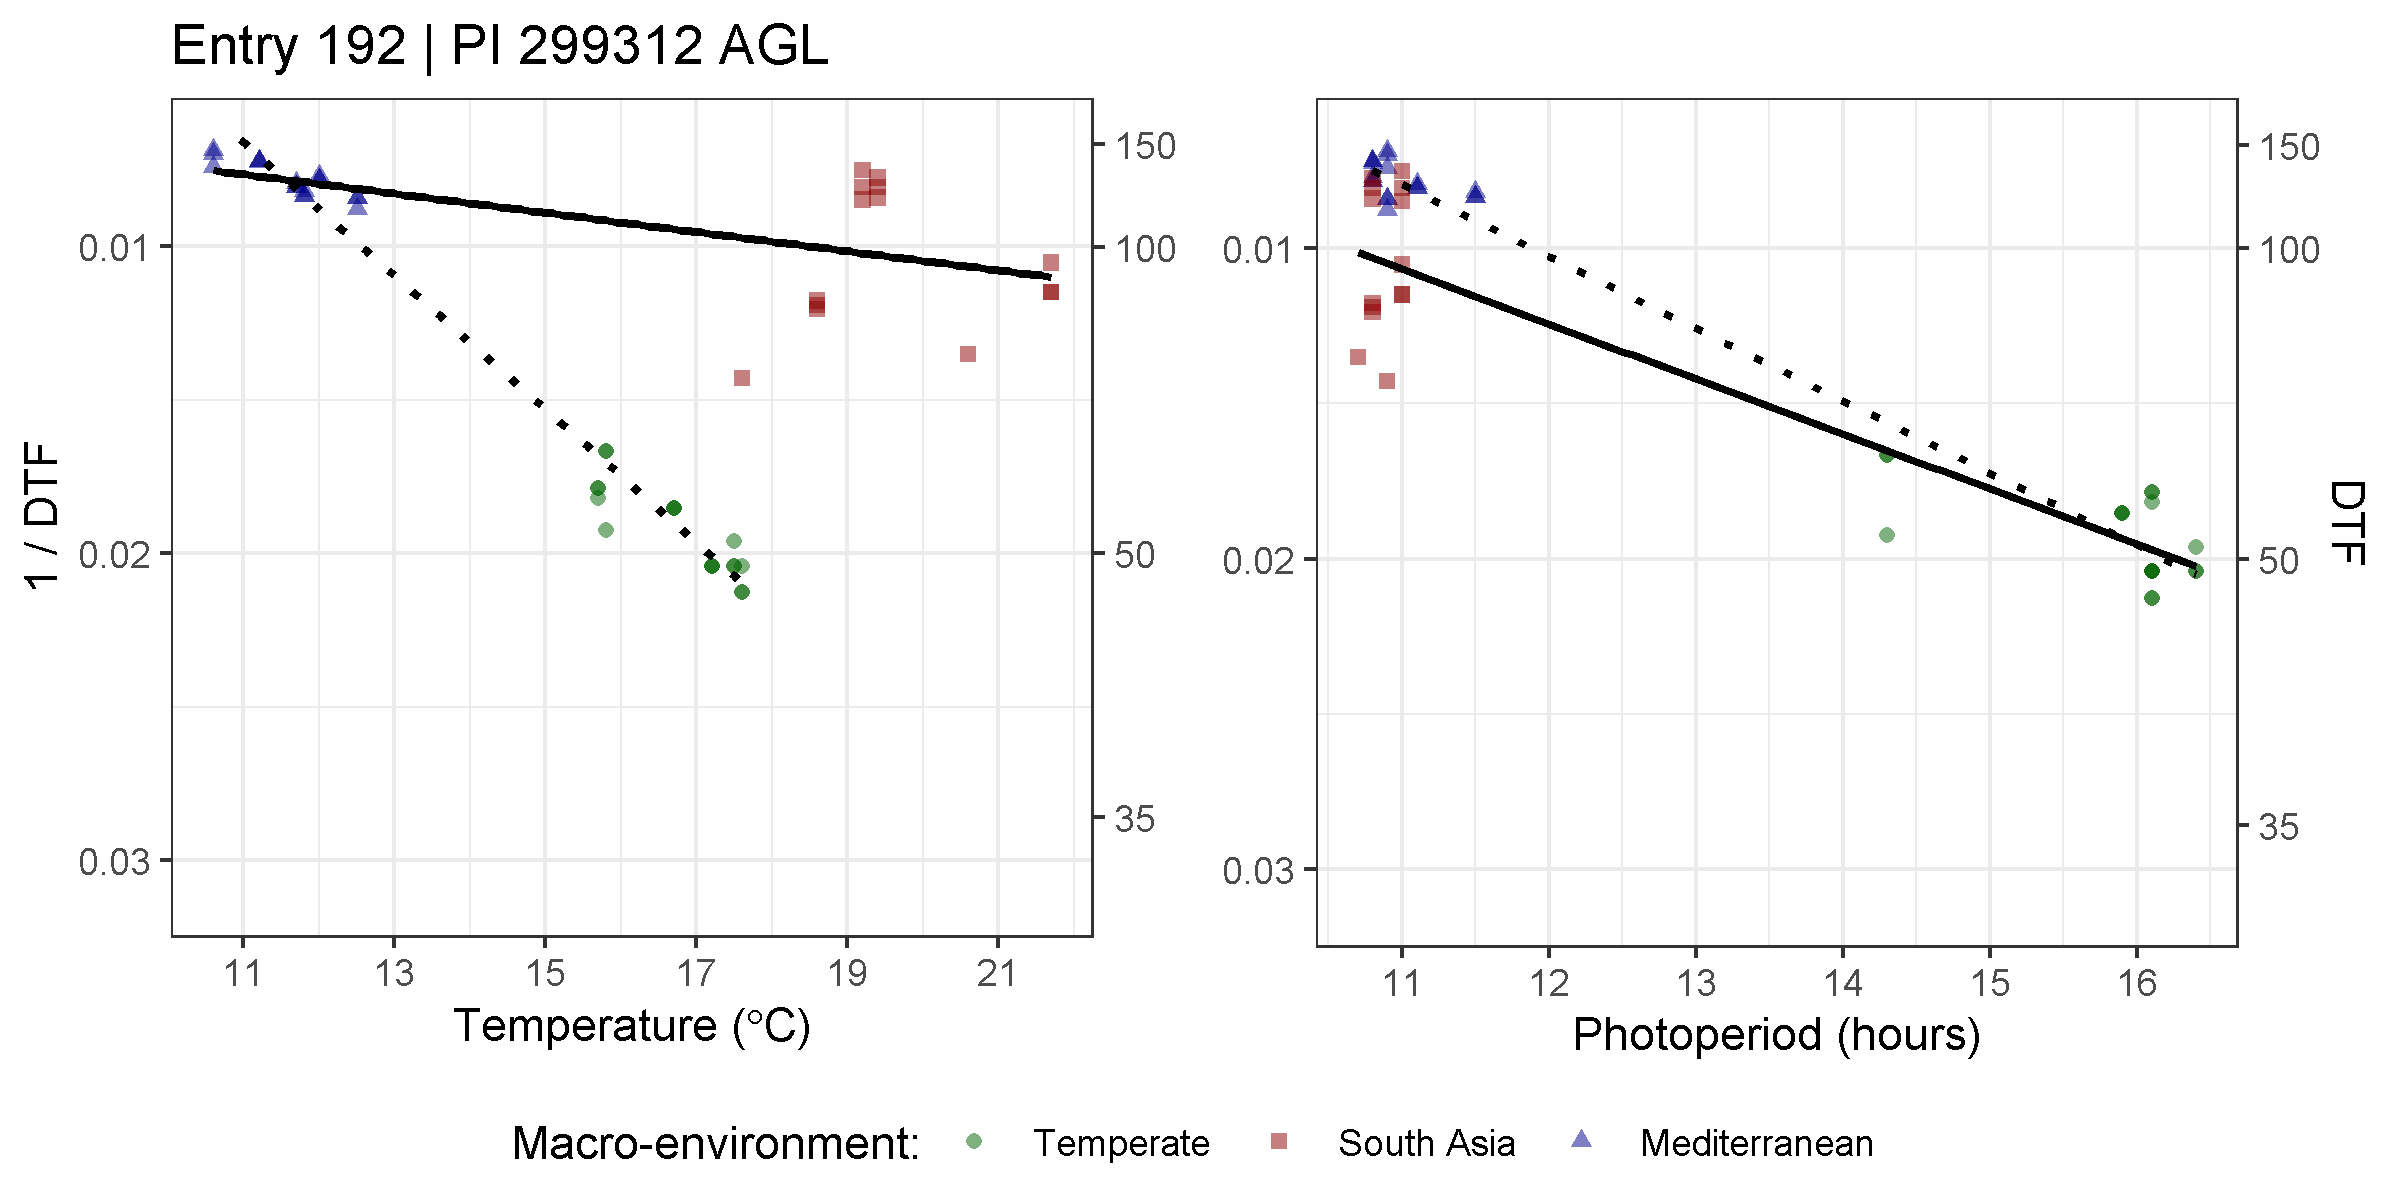 Entry 192 | PI 299312 AGL
1 / DTF
0.01
0.02
0.03
150
100
50
35
11 13 15 17 19 21
Temperature (°C)
0.01
0.02
0.03
150
100
50
35
DTF
11 12 13 14 15 16
Photoperiod (hours)
Macro-environment: Temperate South Asia Mediterranean